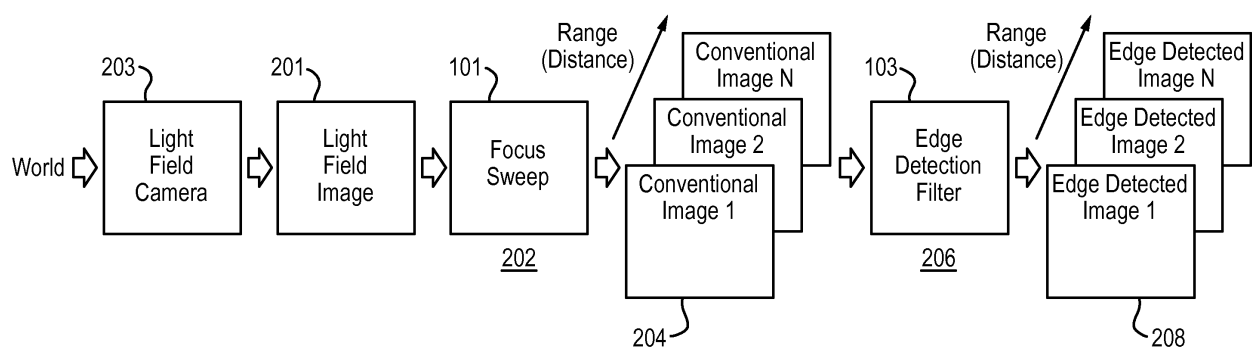 World
203
Light
Field
Camera
201
Light
Field
Image
101
Focus
Sweep
202
Range
(Distance)
Conventional
Image N
Conventional
Image 2
Conventional
Image 1
204
103
Edge
Detection
Filter
206
Range
(Distance)
Edge Detected
Image N
Edge Detected
Image 2
Edge Detected
Image 1
208